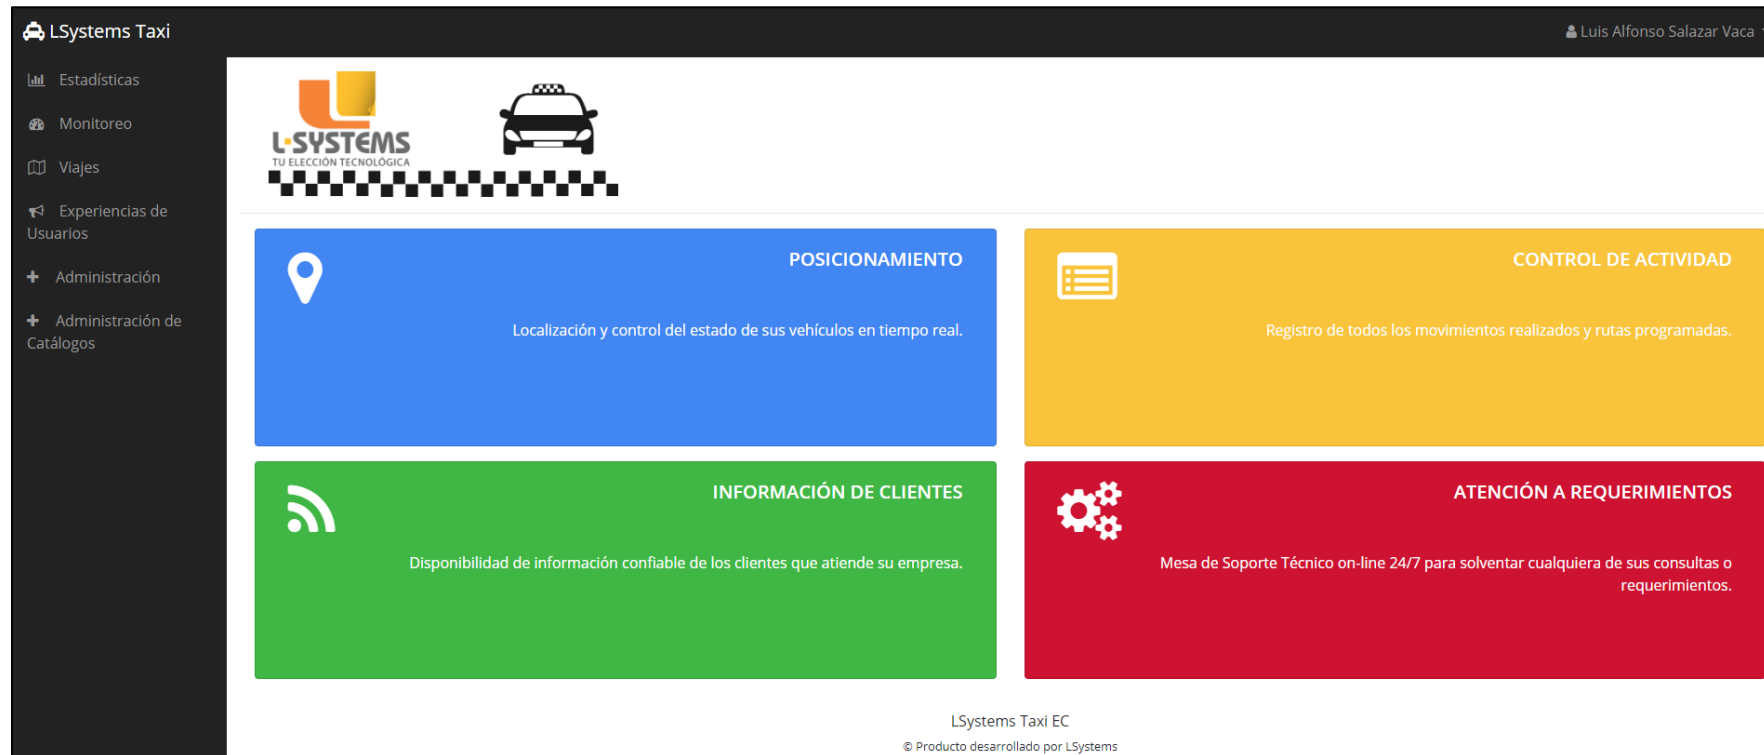 LSystems Taxi
Luis Alfonso Salazar Vaca
Estadísticas
Monitoreo
Viajes
Experiencias de
Usuarios
Administración
Administración de
Catálogos
L-SYSTEMS
TU ELECCIÓN TECNOLÓGICA
POSICIONAMIENTO
Localización y control del estado de sus vehículos en tiempo real.
CONTROL DE ACTIVIDAD
Registro de todos los movimientos realizados y rutas programadas.
INFORMACIÓN DE CLIENTES
Disponibilidad de información confiable de los clientes que atiende su empresa.
ATENCIÓN A REQUERIMIENTOS
Mesa de Soporte Técnico on-line 24/7 para solventar cualquiera de sus consultas o
requerimientos.
LSystems Taxi EC
© Producto desarrollado por LSystems